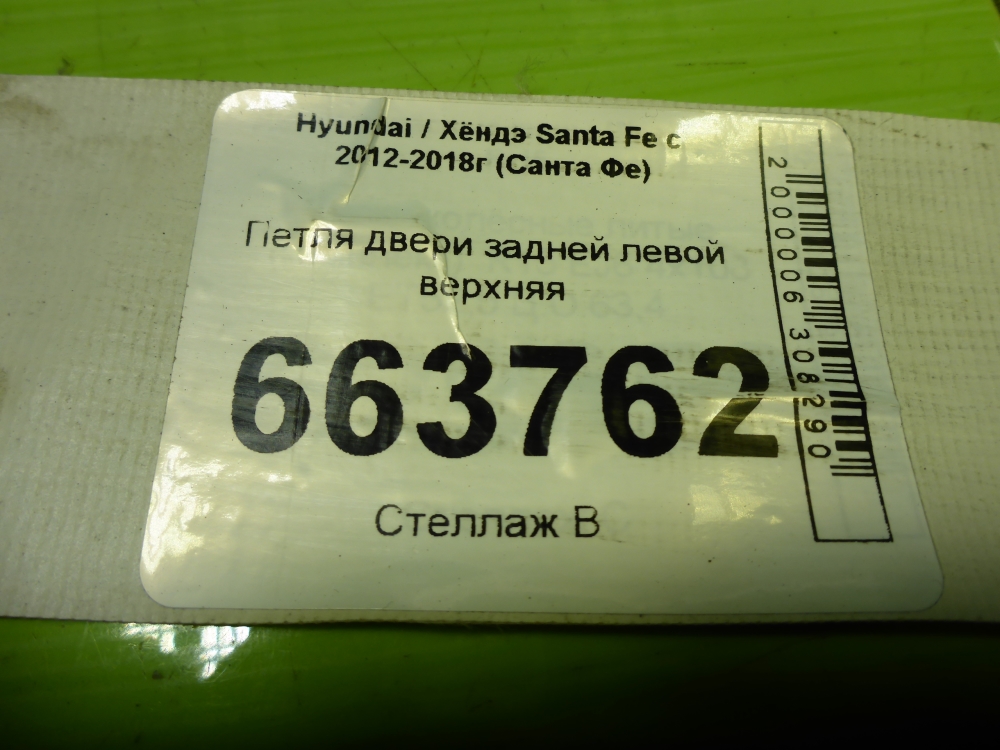 Hyundai / Хёндэ Santa Fe с
2012-2018г (Санта Фе)
Петля двери задней левой
верхняя
663762
Стеллаж В
2000006308290